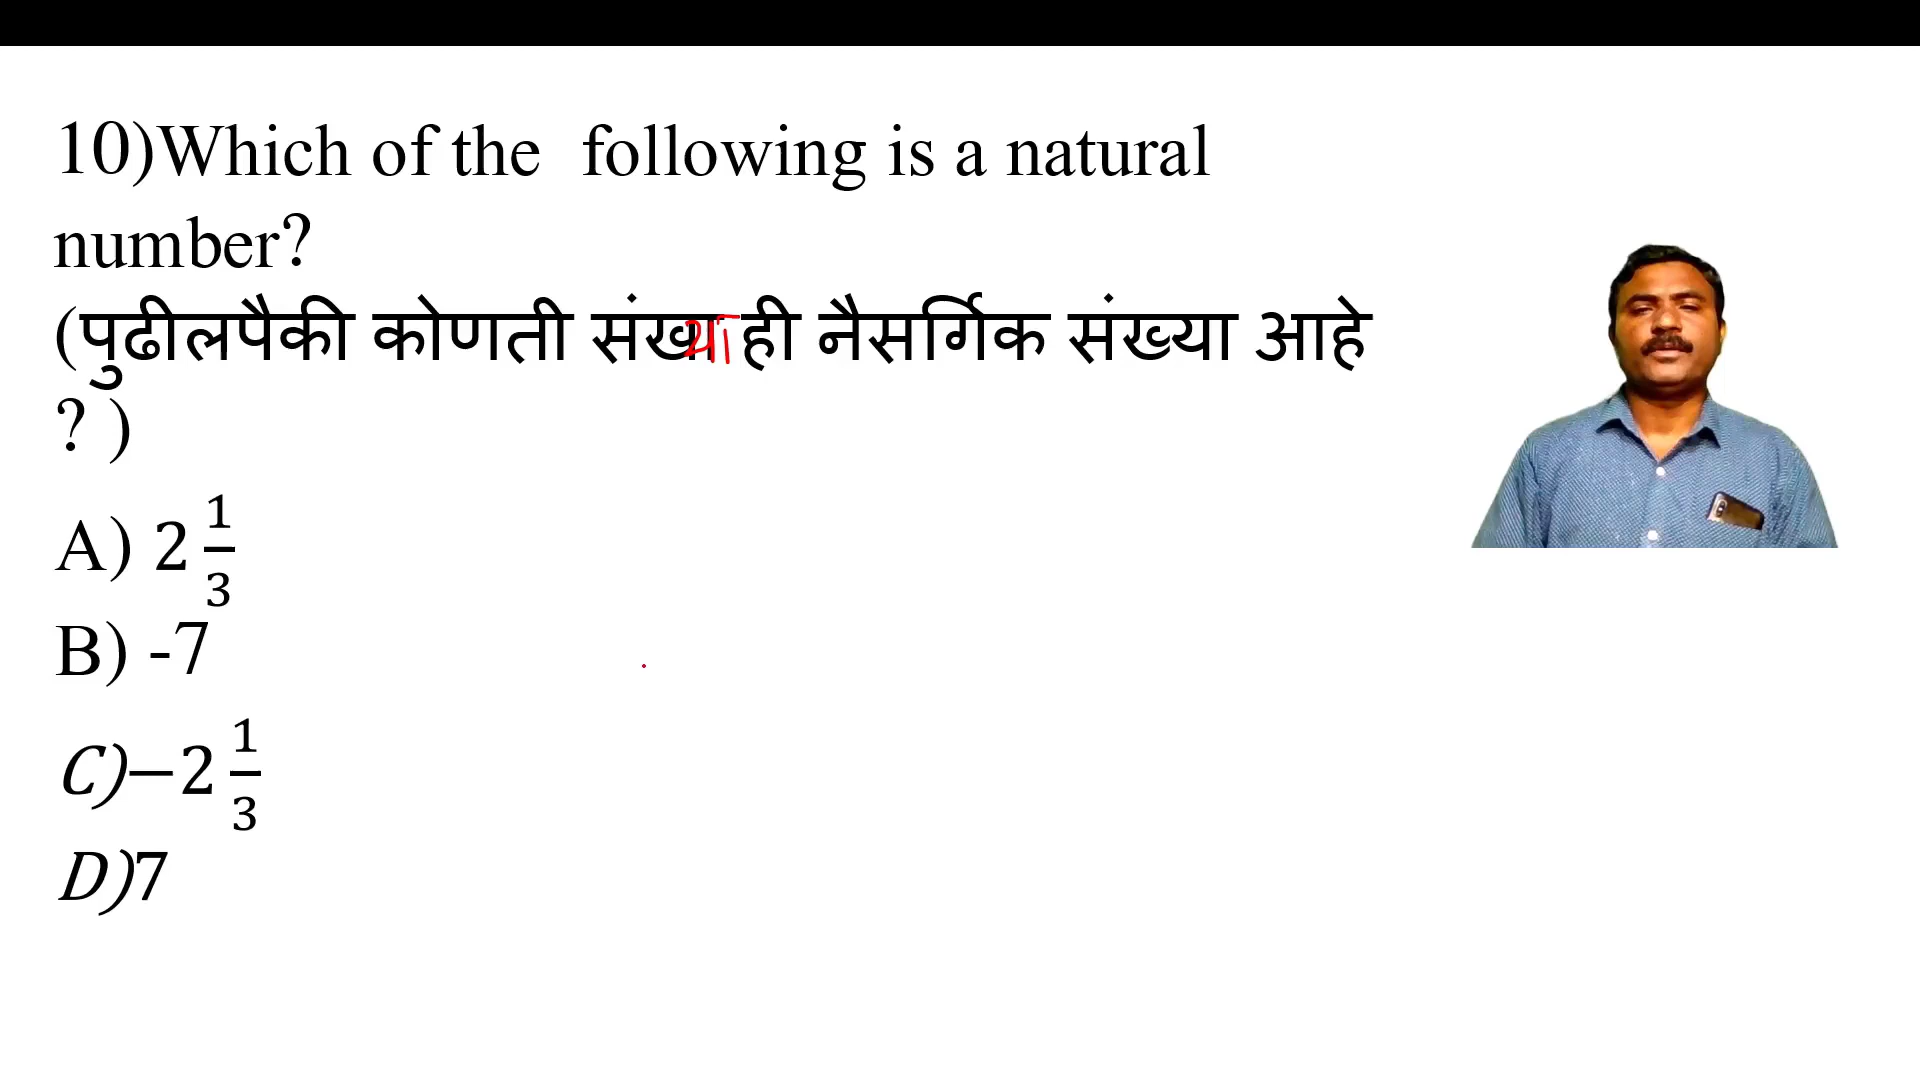 10)Which of the following is a natural
number?
(पुढीलपैकी कोणती संख्या ही नैसर्गिक संख्या आहे
? )
A) 2 1/3
B) -7
C)−2 1/3
D)7